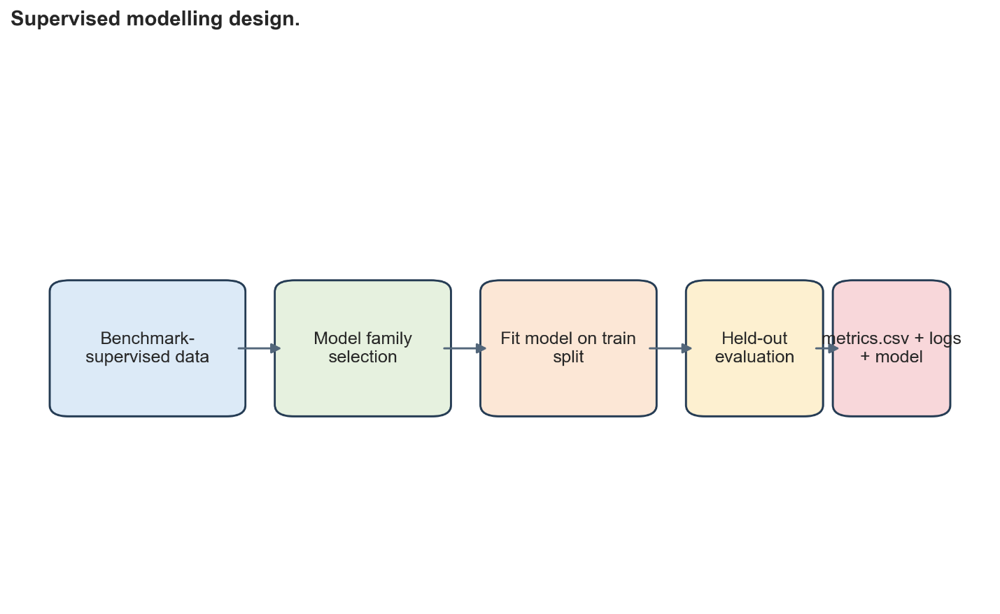 Supervised modelling design.
Benchmark-
supervised data
Model family
selection
Fit model on train
split
Held-out
evaluation
metrics.csv + logs
+ model